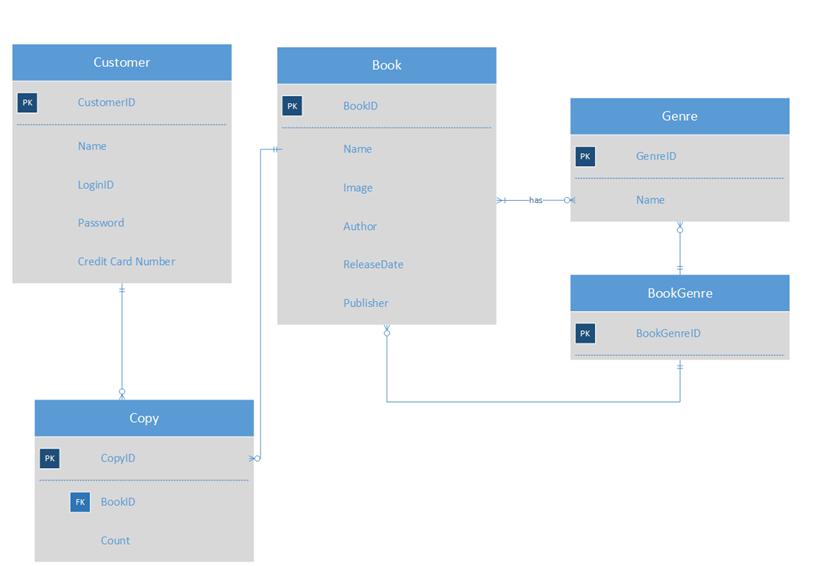 Customer
PK CustomerID
Name
LoginID
Password
Credit Card Number
Book
PK BookID
Name
Image
Author
ReleaseDate
Publisher
has
Genre
PK GenreID
Name
BookGenre
PK BookGenreID
Copy
PK CopyID
FK BookID
Count